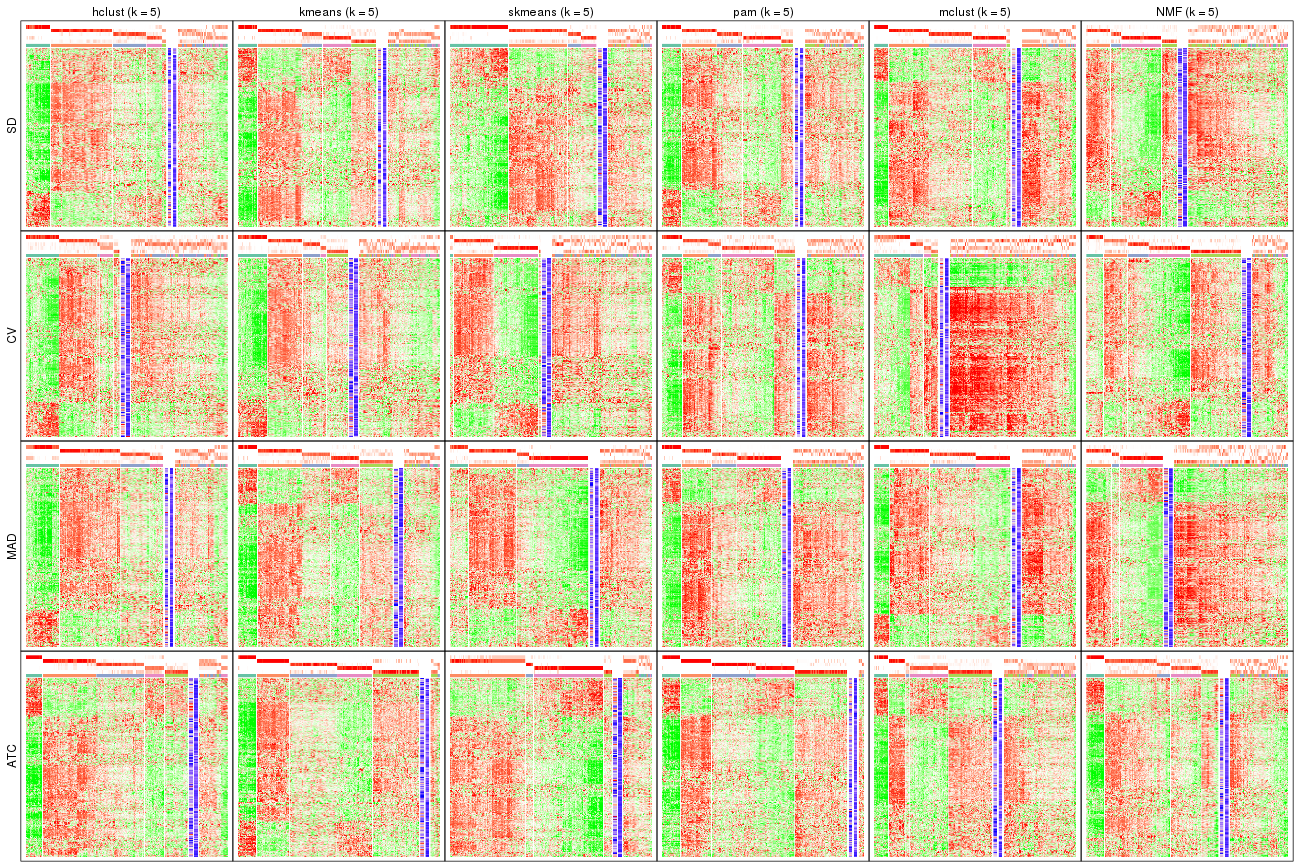 hclust (k = 5) kmeans (k = 5) skmeans (k = 5) pam (k = 5) mclust (k = 5) NMF (k = 5)
SD
CV
MAD
ATC